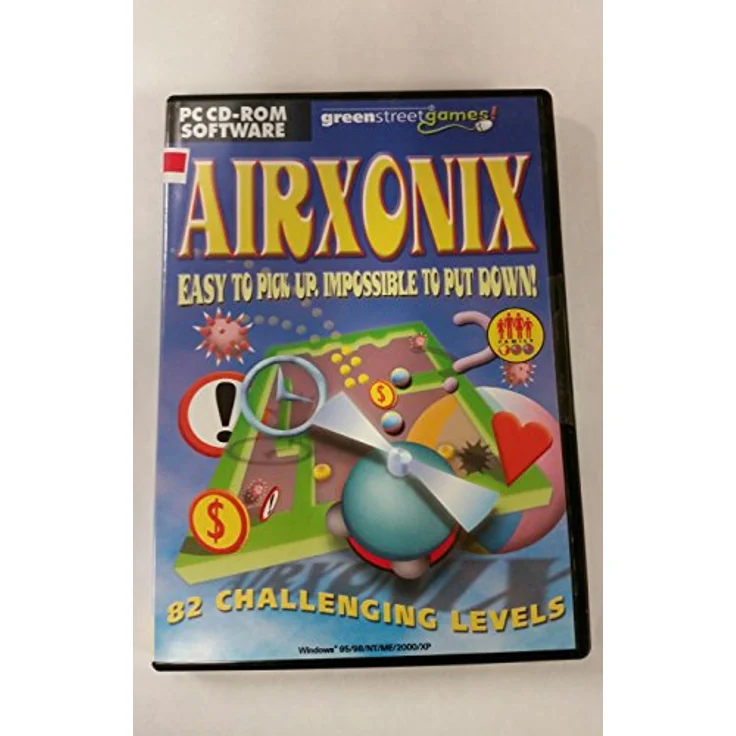 PC CD-ROM
SOFTWARE
greenstreetgames!
AIRXONIX
EASY TO PICK UP, IMPOSSIBLE TO PUT DOWN!
FAMILY
!
$
$
!
AIRXONIX
82 CHALLENGING LEVELS
Windows® 95/98/NT/ME/2000/XP